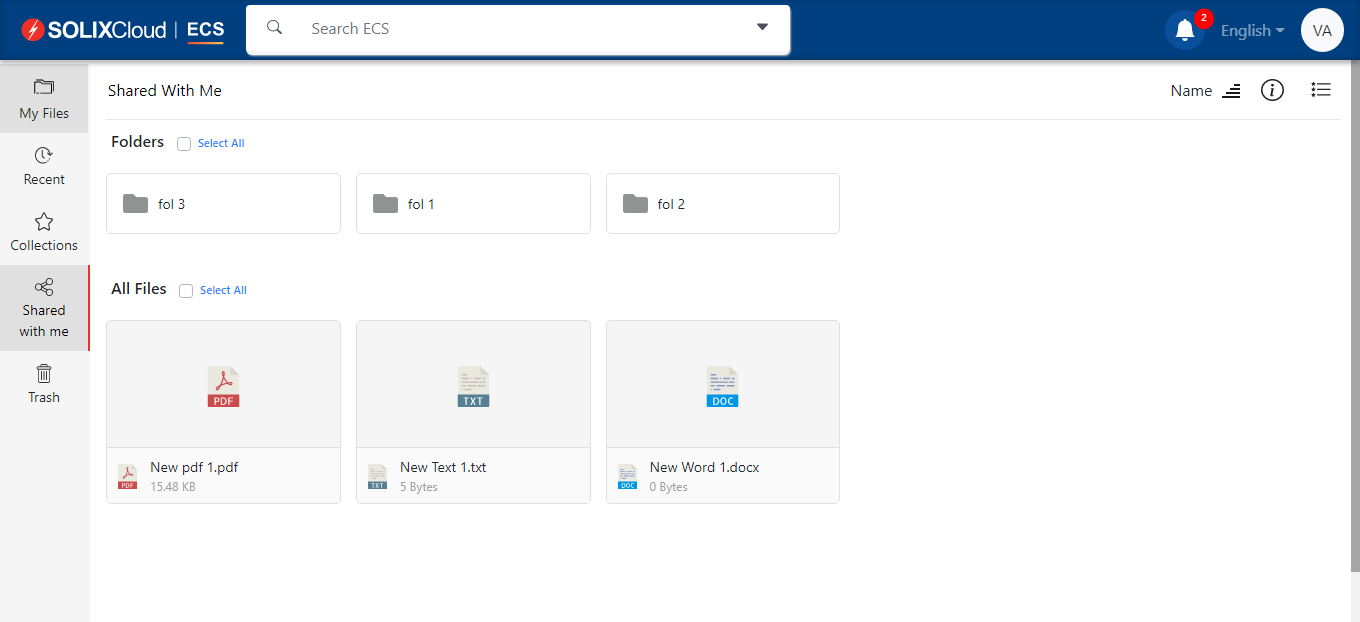 SOLIXCloud | ECS
Search ECS
2
English
VA
My Files
Recent
Collections
Shared
with me
Trash
Shared With Me
Name
Folders
Select All
fol 3
fol 1
fol 2
All Files
Select All
PDF
TXT
DOC
PDF
New pdf 1.pdf
15.48 KB
TXT
New Text 1.txt
5 Bytes
DOC
New Word 1.docx
0 Bytes